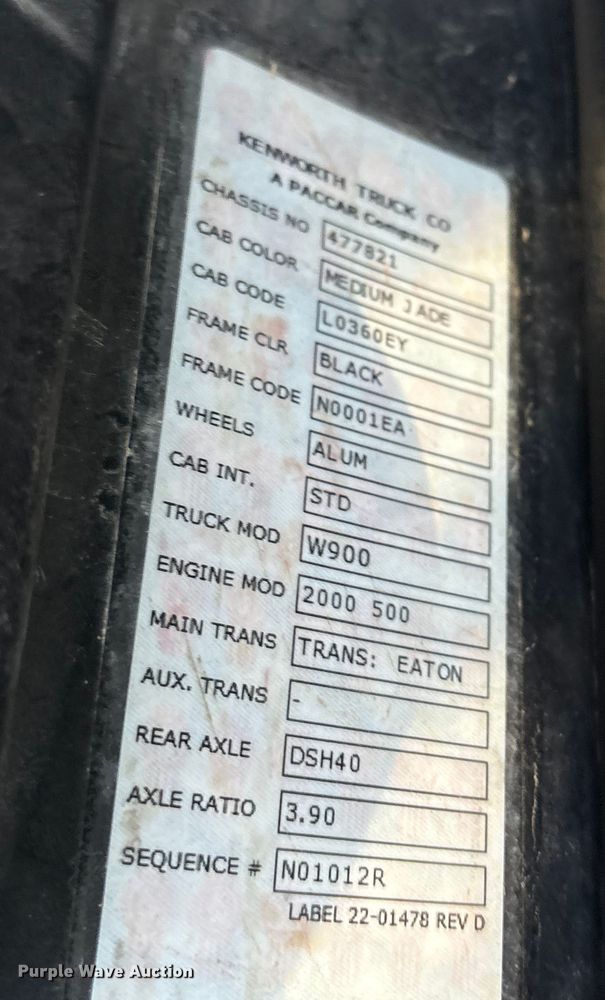 KENWORTH TRUCK CO
A PACCAR Company
CHASSIS NO 477821
CAB COLOR MEDIUM JADE
CAB CODE L0360EY
FRAME CLR BLACK
FRAME CODE N0001EA
WHEELS ALUM
CAB INT. STD
TRUCK MOD W900
ENGINE MOD 2000 500
MAIN TRANS TRANS: EATON
AUX. TRANS -
REAR AXLE DSH40
AXLE RATIO 3.90
SEQUENCE # N01012R
LABEL 22-01478 REV D
Purple Wave Auction